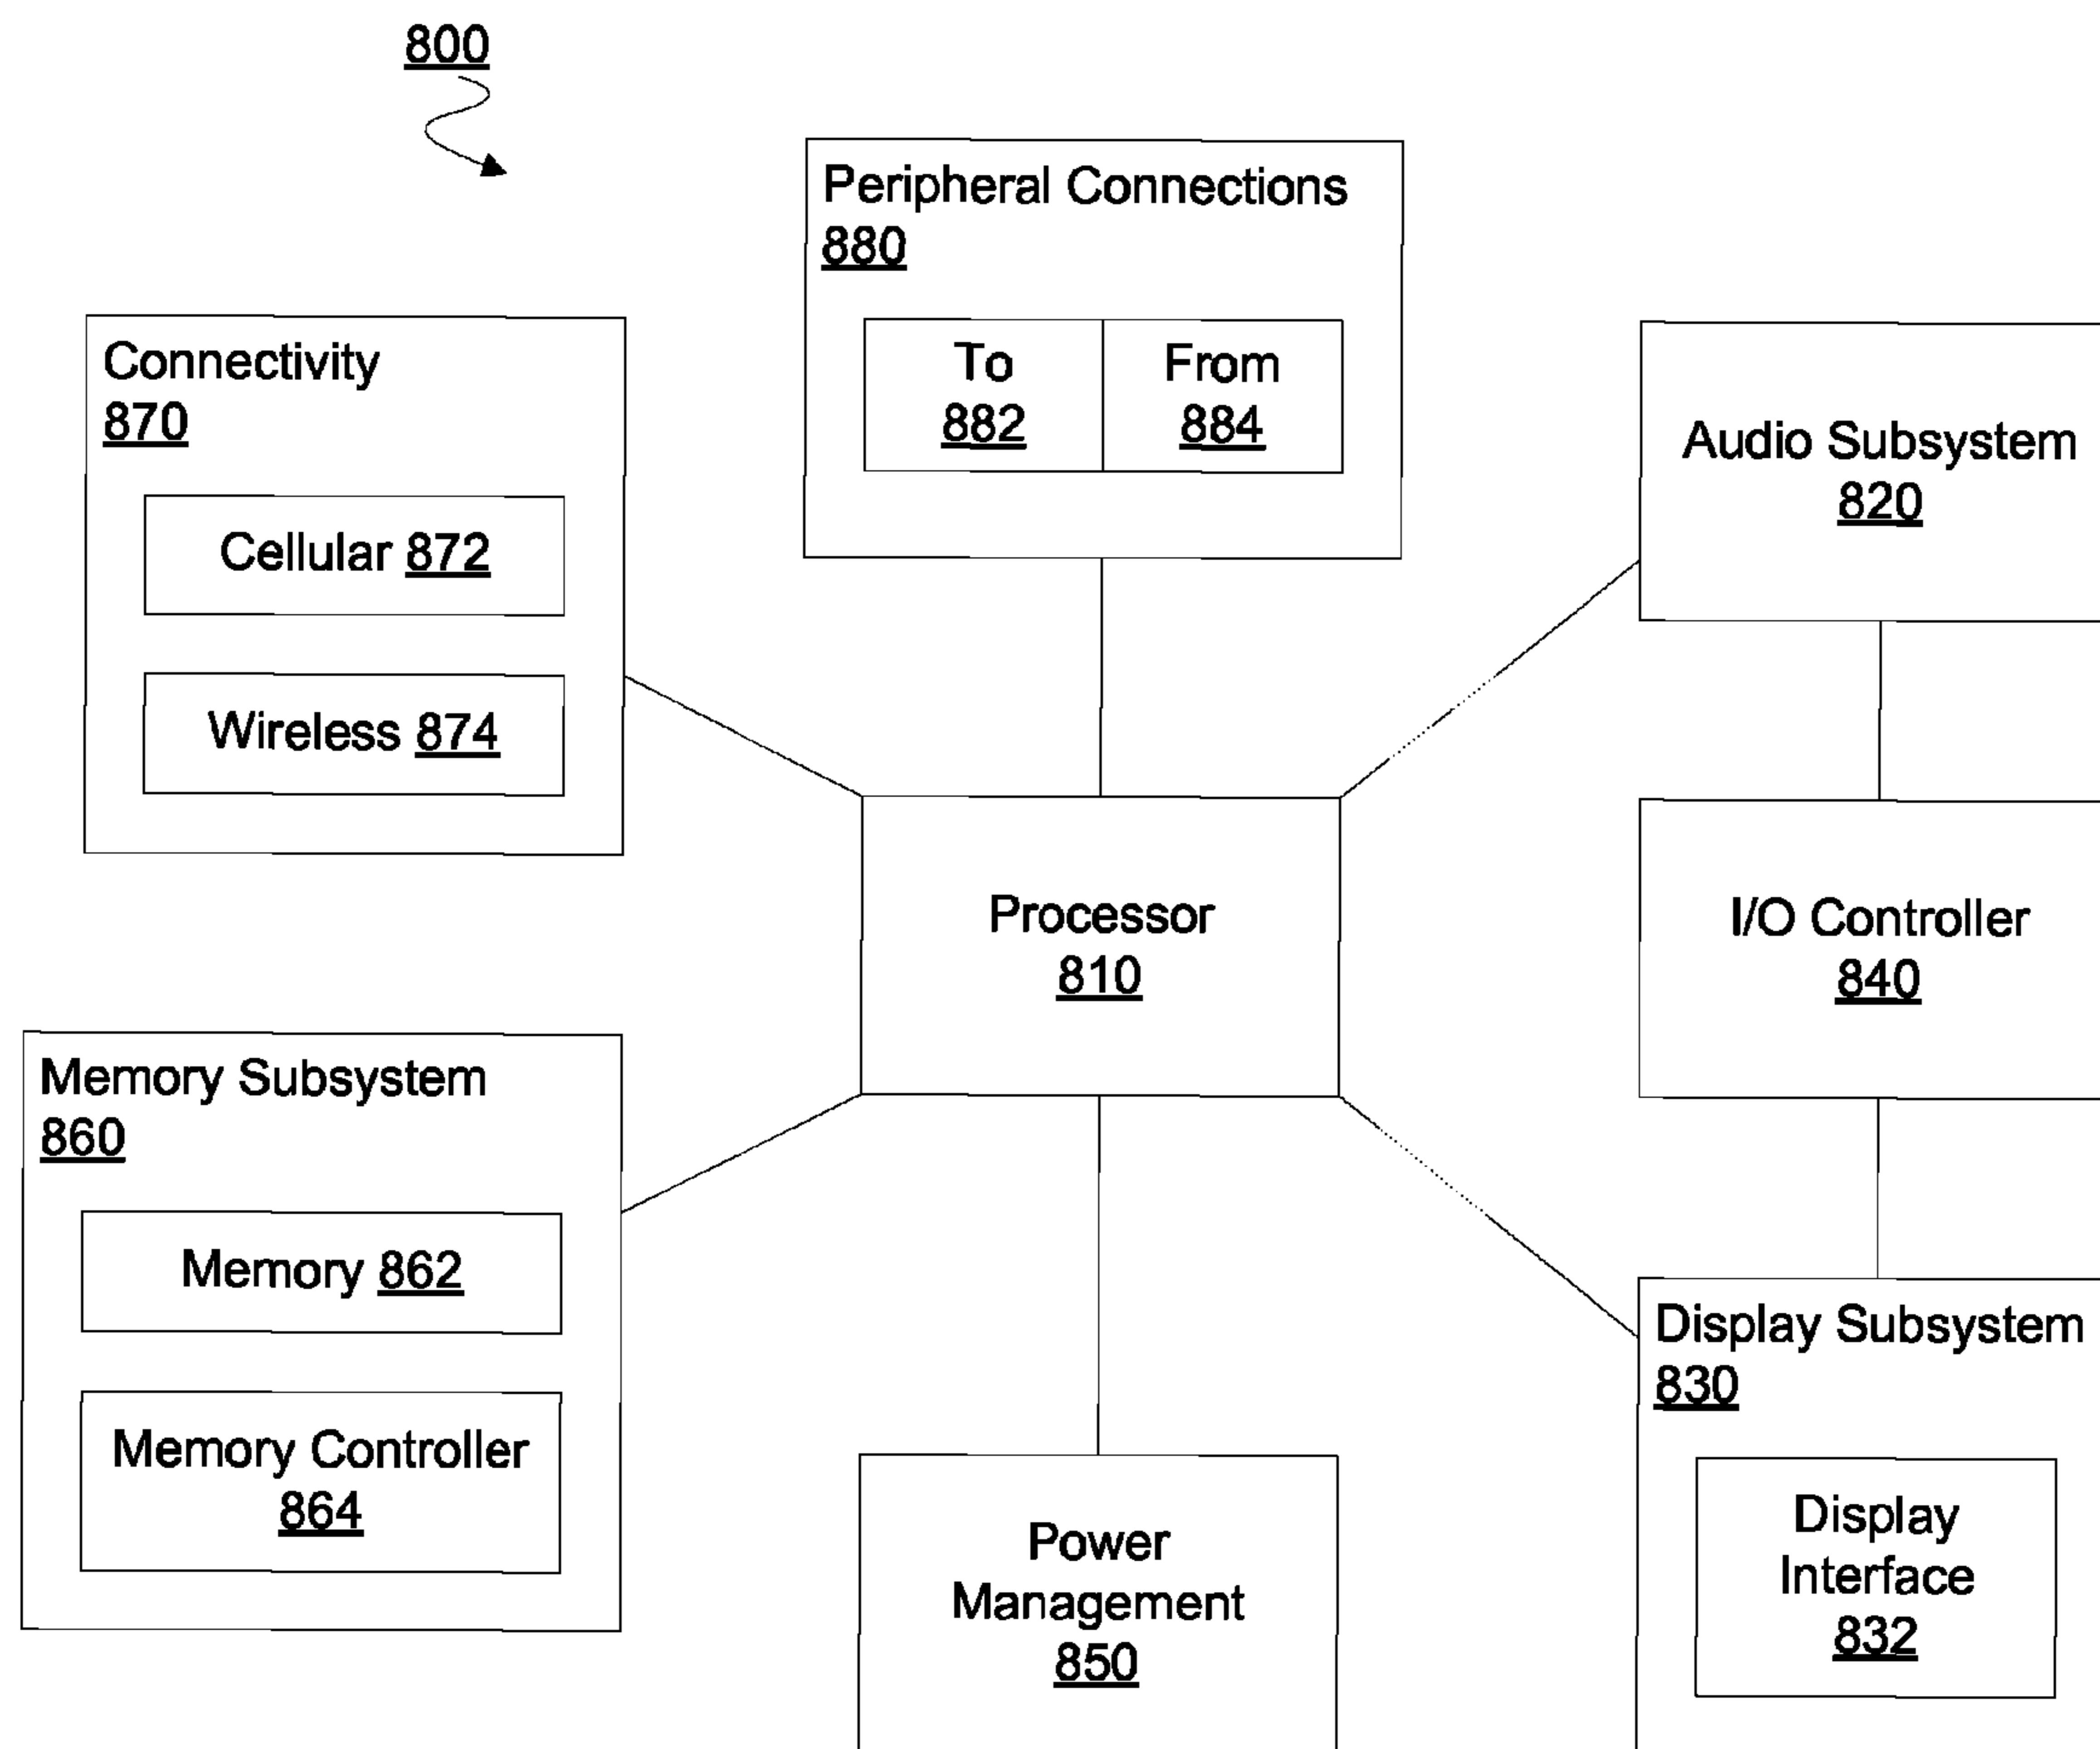 800
Peripheral Connections
880
To
882
From
884
Connectivity
870
Cellular 872
Wireless 874
Audio Subsystem
820
Processor
810
I/O Controller
840
Memory Subsystem
860
Memory 862
Memory Controller
864
Power
Management
850
Display Subsystem
830
Display
Interface
832